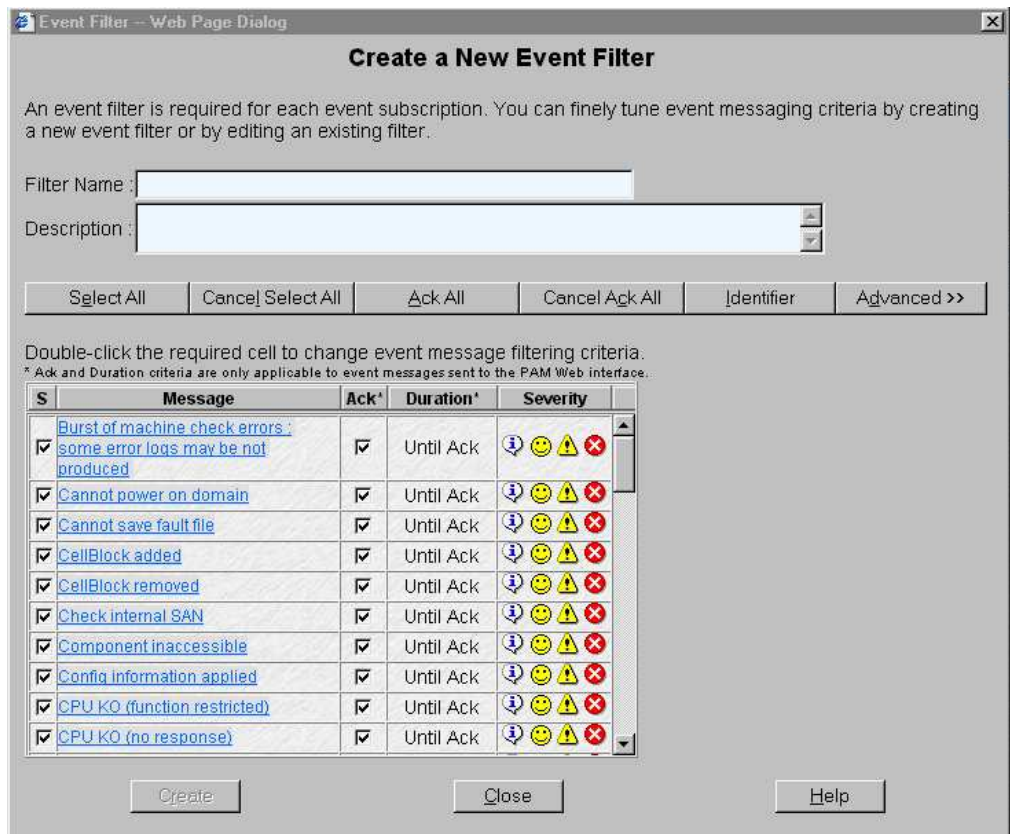 Event Filter -- Web Page Dialog
Create a New Event Filter
An event filter is required for each event subscription. You can finely tune event messaging criteria by creating
a new event filter or by editing an existing filter.
Filter Name :
Description :
Select All Cancel Select All Ack All Cancel Ack All Identifier Advanced >>
Double-click the required cell to change event message filtering criteria.
* Ack and Duration criteria are only applicable to event messages sent to the PAM Web interface.
S Message Ack* Duration* Severity
Burst of machine check errors :
some error logs may be not
produced
Until Ack
Cannot power on domain Until Ack
Cannot save fault file Until Ack
CellBlock added Until Ack
CellBlock removed Until Ack
Check internal SAN Until Ack
Component inaccessible Until Ack
Config information applied Until Ack
CPU KO (function restricted) Until Ack
CPU KO (no response) Until Ack
Create Close Help